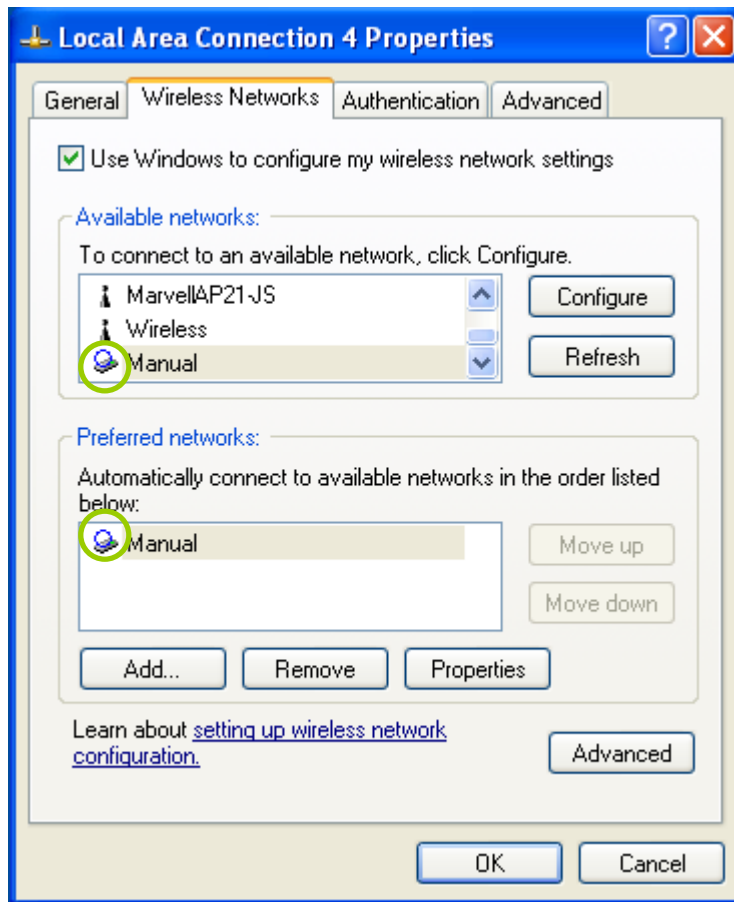 Local Area Connection 4 Properties
General Wireless Networks Authentication Advanced
Use Windows to configure my wireless network settings
Available networks:
To connect to an available network, click Configure.
MarvellAP21-JS
Configure
Wireless
Manual
Refresh
Preferred networks:
Automatically connect to available networks in the order listed
below:
Manual
Move up
Move down
Add... Remove Properties
Learn about setting up wireless network
configuration.
Advanced
OK Cancel